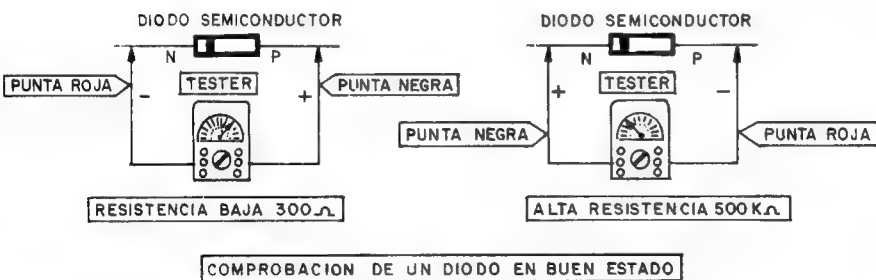 DIODO SEMICONDUCTOR
N P
PUNTA ROJA
-
TESTER
+
PUNTA NEGRA
RESISTENCIA BAJA 300Ω
DIODO SEMICONDUCTOR
N P
+
TESTER
-
PUNTA NEGRA
PUNTA ROJA
ALTA RESISTENCIA 500KΩ
COMPROBACION DE UN DIODO EN BUEN ESTADO